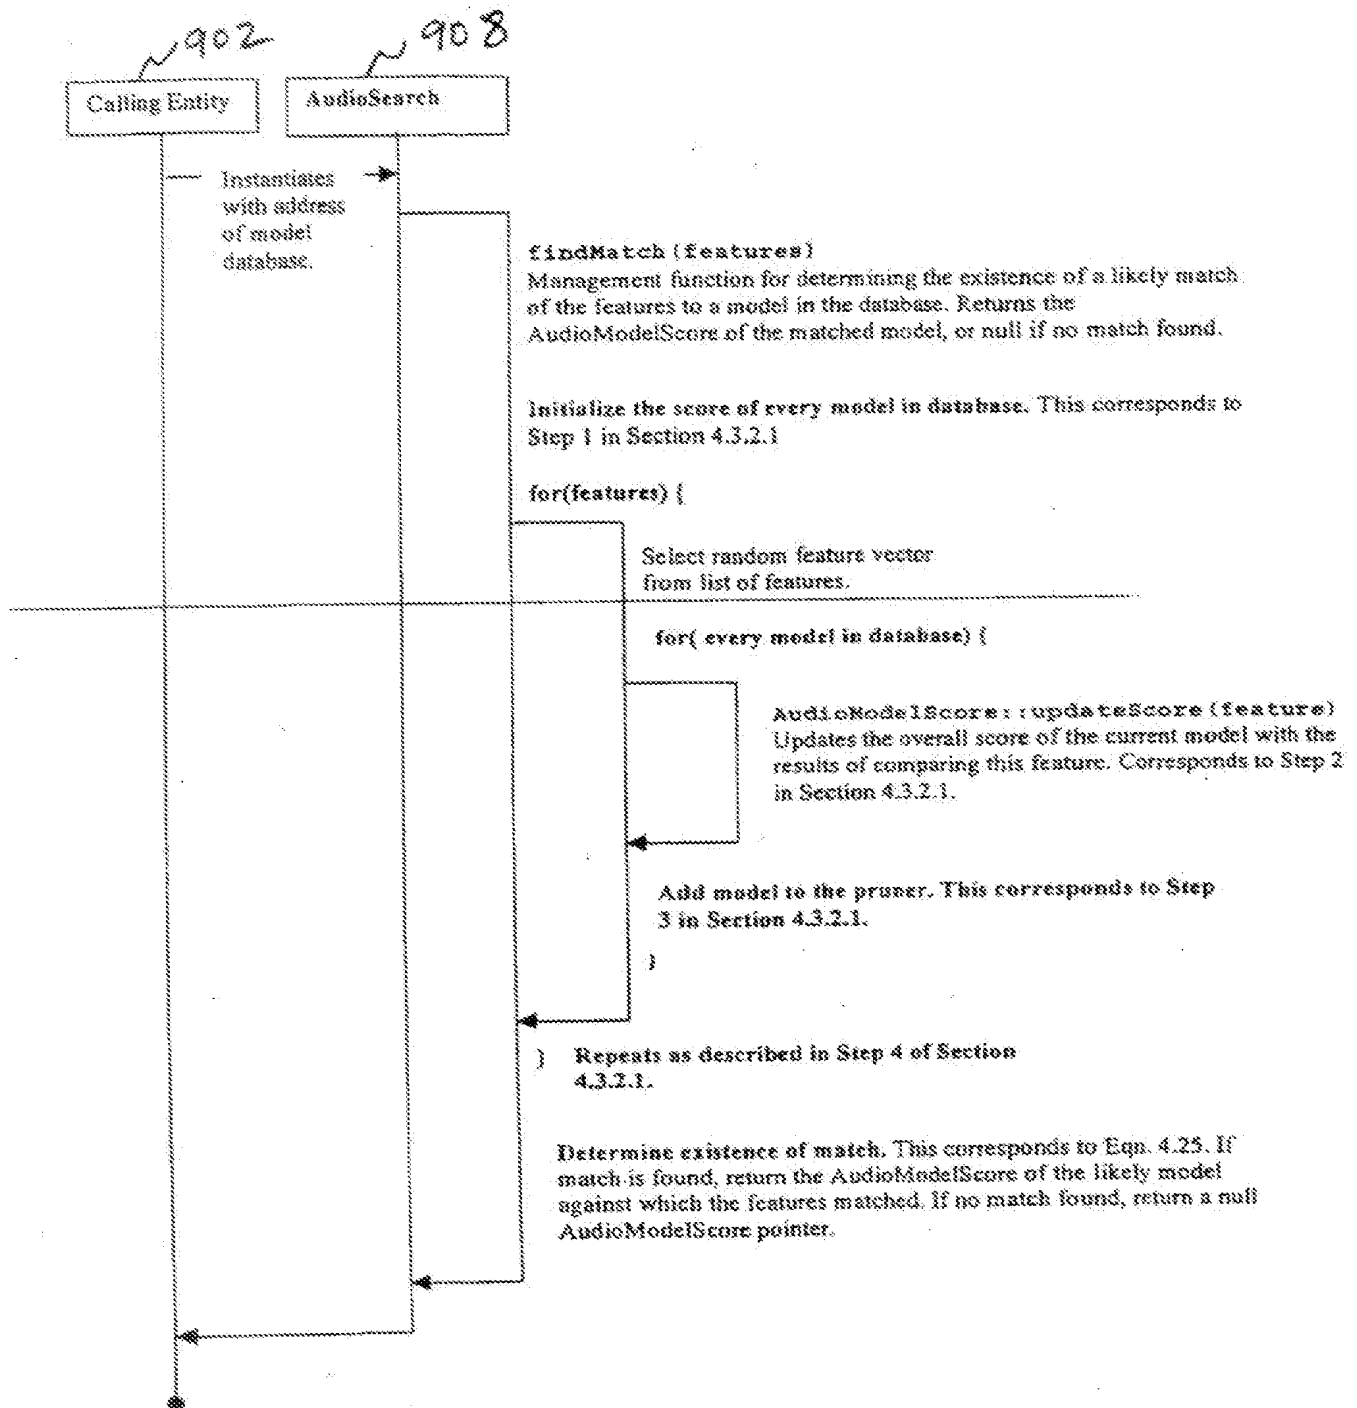 902
908
Calling Entity
AudioSearch
Instantiates
with address
of model
database.
findMatch(features)
Management function for determining the existence of a likely match
of the features to a model in the database. Returns the
AudioModelScore of the matched model, or null if no match found.
Initialize the score of every model in database. This corresponds to
Step 1 in Section 4.3.2.1
for(features) {
Select random feature vector
from list of features.
for( every model in database) {
AudioModelScore::updateScore(feature)
Updates the overall score of the current model with the
results of comparing this feature. Corresponds to Step 2
in Section 4.3.2.1.
Add model to the pruner. This corresponds to Step
3 in Section 4.3.2.1.
}
} Repeats as described in Step 4 of Section
4.3.2.1.
Determine existence of match. This corresponds to Eqn. 4.25. If
match is found, return the AudioModelScore of the likely model
against which the features matched. If no match found, return a null
AudioModelScore pointer.